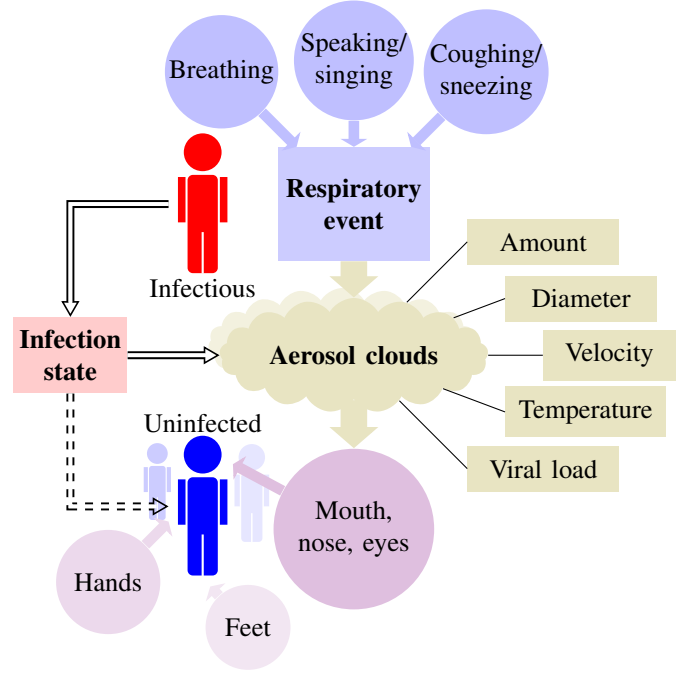 Breathing
Speaking/
singing
Coughing/
sneezing
Respiratory
event
Infectious
Amount
Diameter
Infection
state
Aerosol clouds
Velocity
Temperature
Uninfected
Viral load
Mouth,
nose, eyes
Hands
Feet